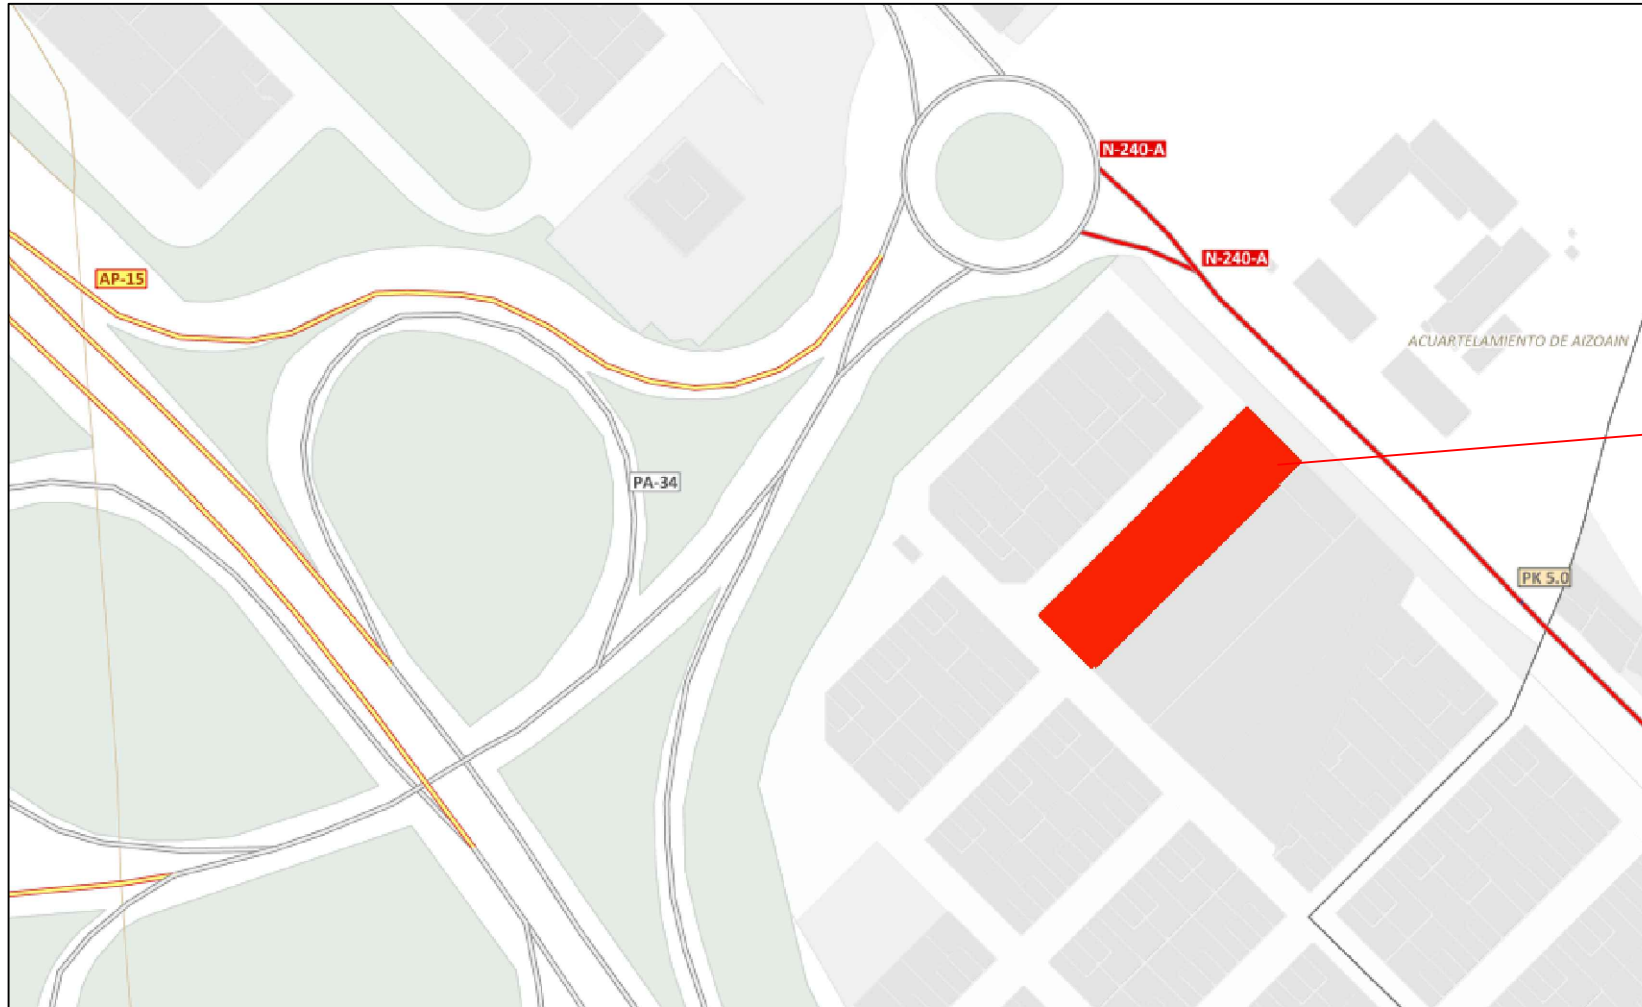 N-240-A
N-240-A
AP-15
ACUARTELAMIENTO DE AIZOAIN
PA-34
PK 5.0